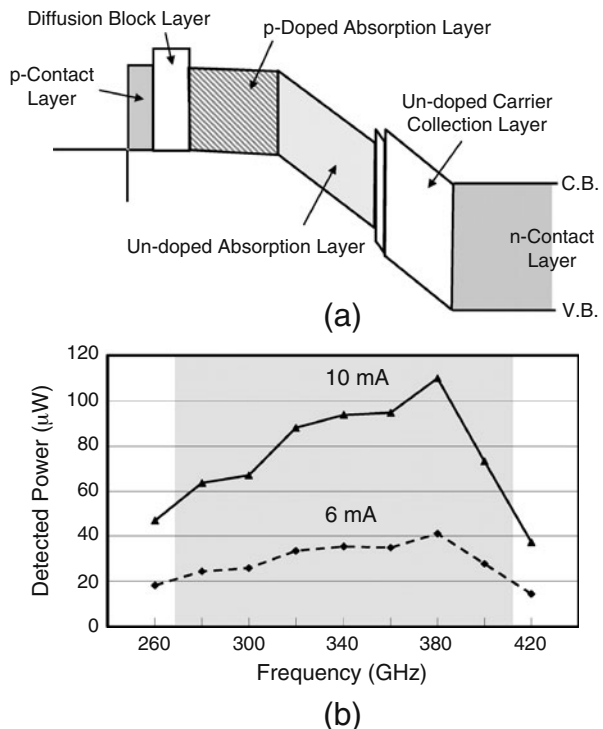 (a)
Diffusion Block Layer
p-Doped Absorption Layer
p-Contact
Layer
Un-doped Carrier
Collection Layer
C.B.
Un-doped Absorption Layer
n-Contact
Layer
V.B.
(a)
120
100
80
60
40
20
0
Detected Power (μW)
10 mA
6 mA
260
300
340
380
420
Frequency (GHz)
(b)